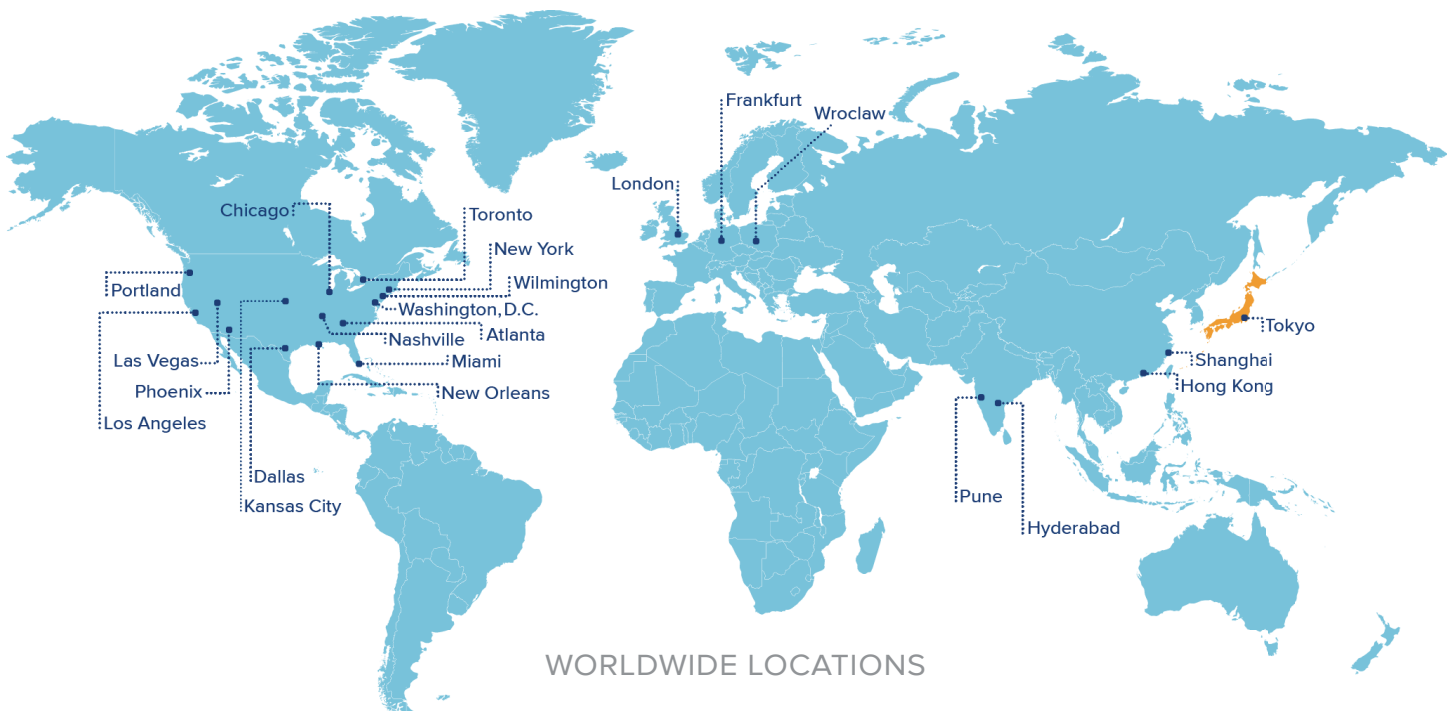 Frankfurt
Wroclaw
London
Chicago
Toronto
New York
Portland
Wilmington
Washington, D.C.
Nashville
Atlanta
Tokyo
Las Vegas
Miami
Shanghai
Phoenix
New Orleans
Hong Kong
Los Angeles
Dallas
Kansas City
Pune
Hyderabad
WORLDWIDE LOCATIONS